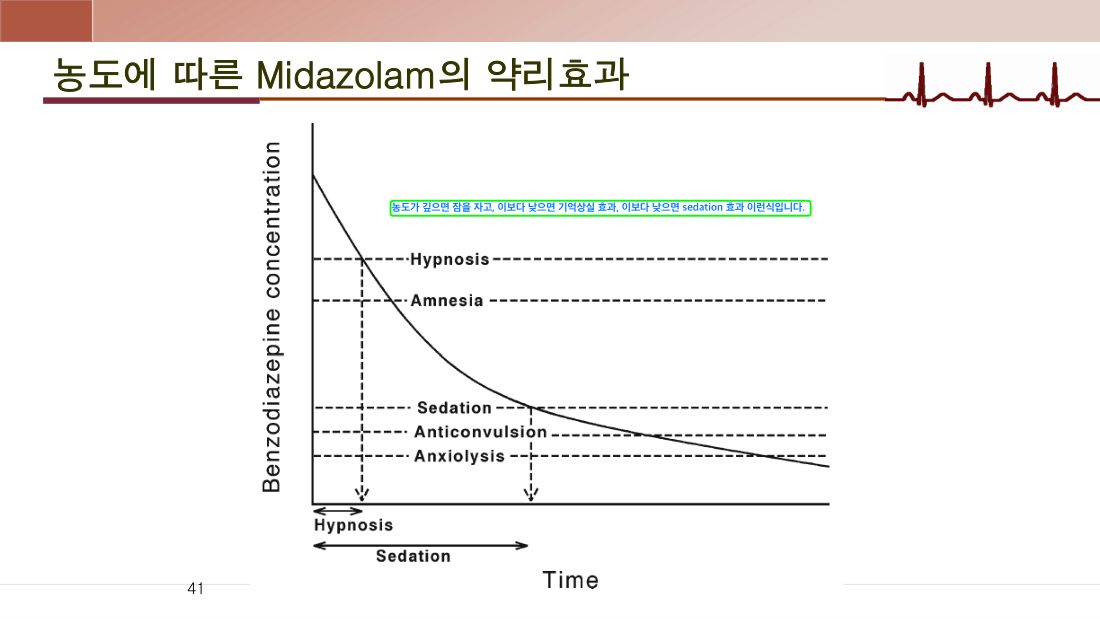 농도에 따른 Midazolam의 약리효과
Benzodiazepine concentration
농도가 깊으면 잠을 자고, 이보다 낮으면 기억상실 효과, 이보다 낮으면 sedation 효과 이런식입니다.
Hypnosis
Amnesia
Sedation
Anticonvulsion
Anxiolysis
Hypnosis
Sedation
Time
41